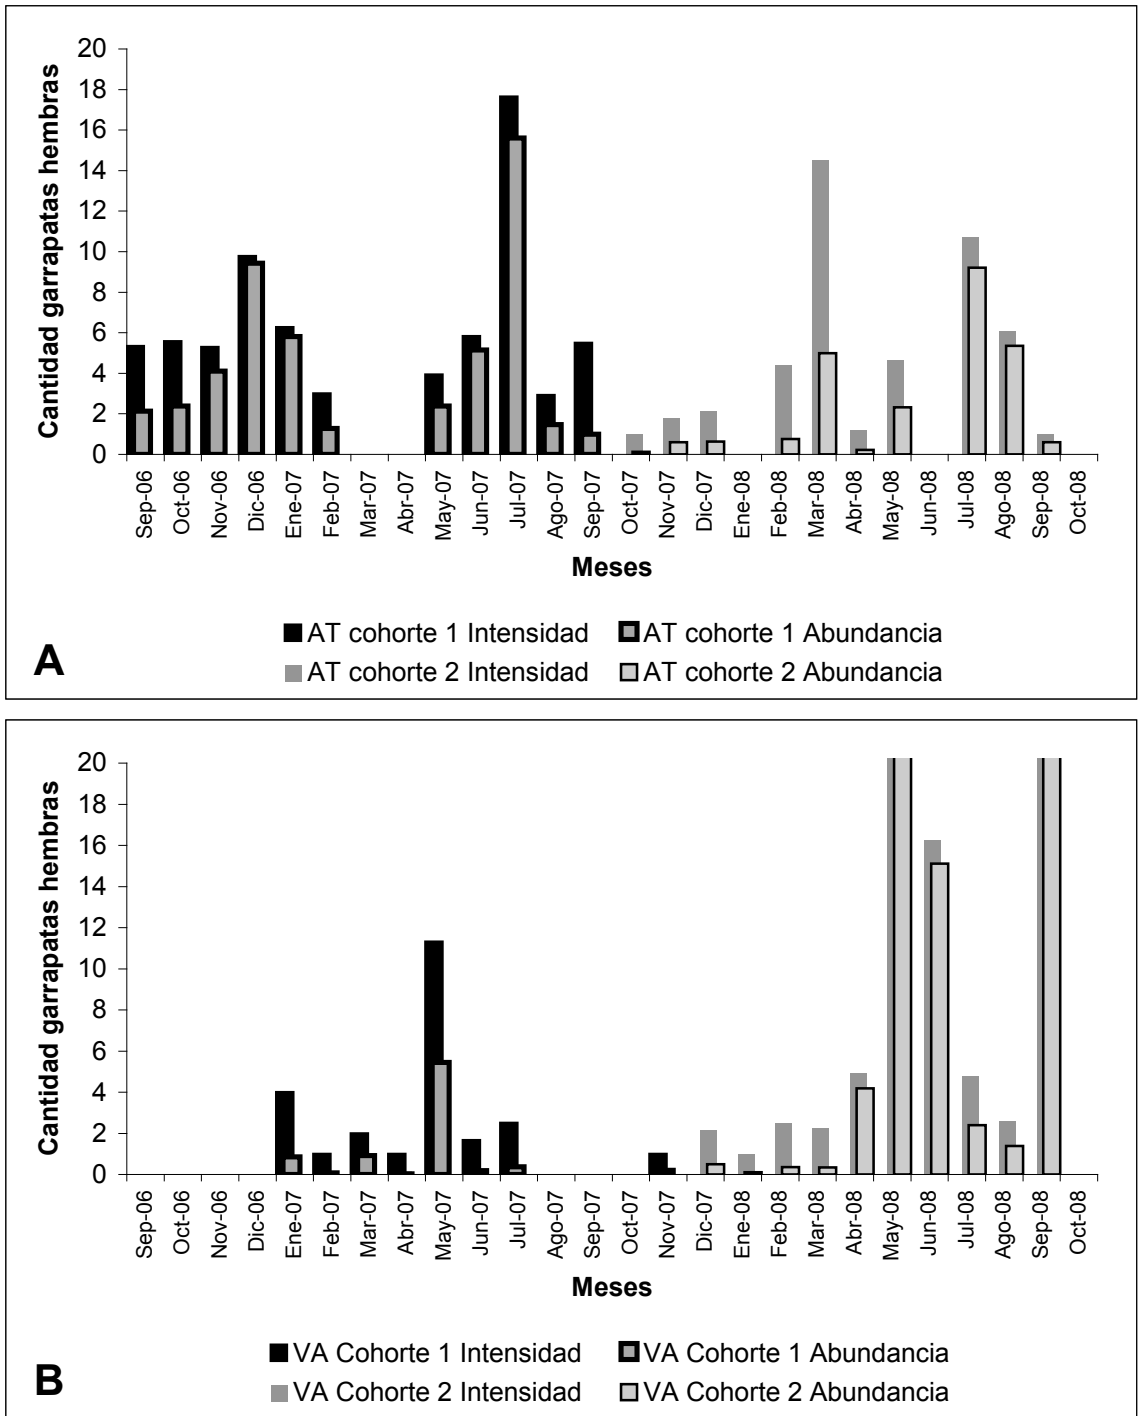 Cantidad garrapatas hembras
20
18
16
14
12
10
8
6
4
2
0
Sep-06
Oct-06
Nov-06
Dic-06
Ene-07
Feb-07
Mar-07
Abr-07
May-07
Jun-07
Jul-07
Ago-07
Sep-07
Oct-07
Nov-07
Dic-07
Ene-08
Feb-08
Mar-08
Abr-08
May-08
Jun-08
Jul-08
Ago-08
Sep-08
Oct-08
Meses
AT cohorte 1 Intensidad
AT cohorte 1 Abundancia
AT cohorte 2 Intensidad
AT cohorte 2 Abundancia
A
Cantidad garrapatas hembras
20
18
16
14
12
10
8
6
4
2
0
Sep-06
Oct-06
Nov-06
Dic-06
Ene-07
Feb-07
Mar-07
Abr-07
May-07
Jun-07
Jul-07
Ago-07
Sep-07
Oct-07
Nov-07
Dic-07
Ene-08
Feb-08
Mar-08
Abr-08
May-08
Jun-08
Jul-08
Ago-08
Sep-08
Oct-08
Meses
VA Cohorte 1 Intensidad
VA Cohorte 1 Abundancia
VA Cohorte 2 Intensidad
VA Cohorte 2 Abundancia
B